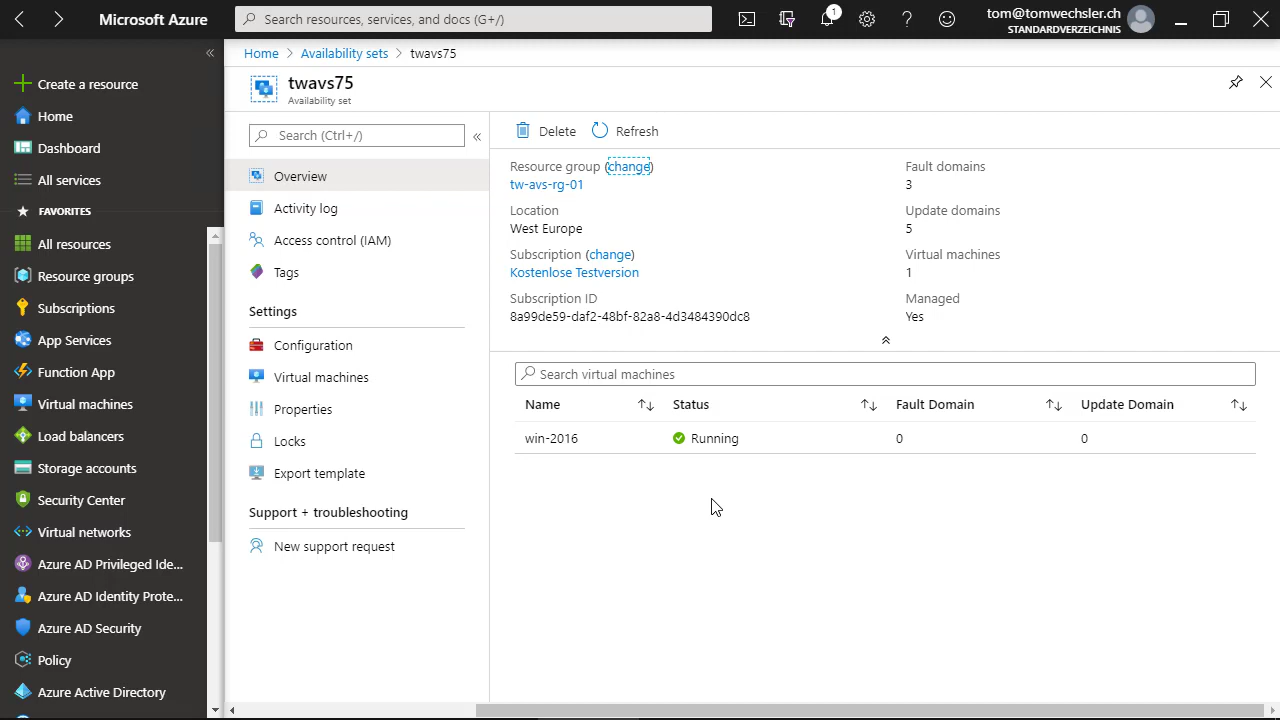 Microsoft Azure
Search resources, services, and docs (G+/)
1
tom@tomwechsler.ch
STANDARDVERZEICHNIS
Create a resource
Home
Dashboard
All services
FAVORITES
All resources
Resource groups
Subscriptions
App Services
Function App
Virtual machines
Load balancers
Storage accounts
Security Center
Virtual networks
Azure AD Privileged Ide...
Azure AD Identity Prote...
Azure AD Security
Policy
Azure Active Directory
Home > Availability sets > twavs75
twavs75
Availability set
Search (Ctrl+/)
Overview
Activity log
Access control (IAM)
Tags
Settings
Configuration
Virtual machines
Properties
Locks
Export template
Support + troubleshooting
New support request
Delete Refresh
Resource group (change)
tw-avs-rg-01
Location
West Europe
Subscription (change)
Kostenlose Testversion
Subscription ID
8a99de59-daf2-48bf-82a8-4d3484390dc8
Fault domains
3
Update domains
5
Virtual machines
1
Managed
Yes
Search virtual machines
Name Status Fault Domain Update Domain
win-2016 Running 0 0